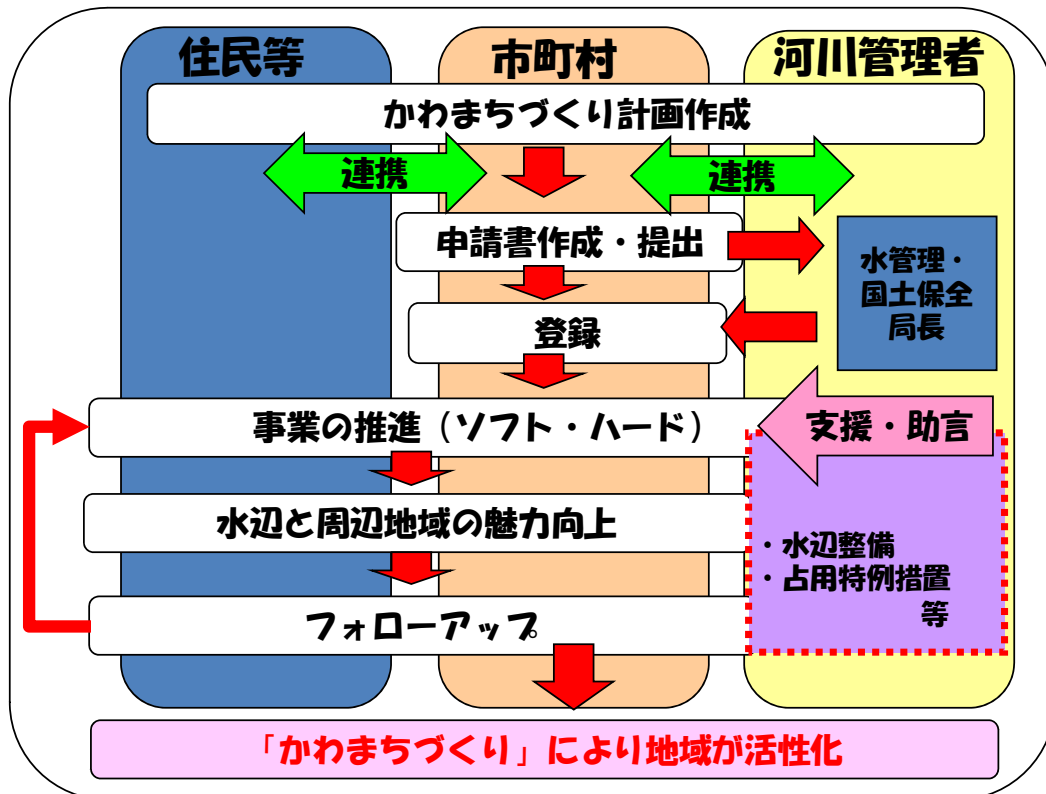 住民等
市町村
河川管理者
かわまちづくり計画作成
連携
連携
申請書作成・提出
水管理・
国土保全
局長
登録
事業の推進（ソフト・ハード）
支援・助言
水辺と周辺地域の魅力向上
・水辺整備
・占用特例措置
等
フォローアップ
「かわまちづくり」により地域が活性化